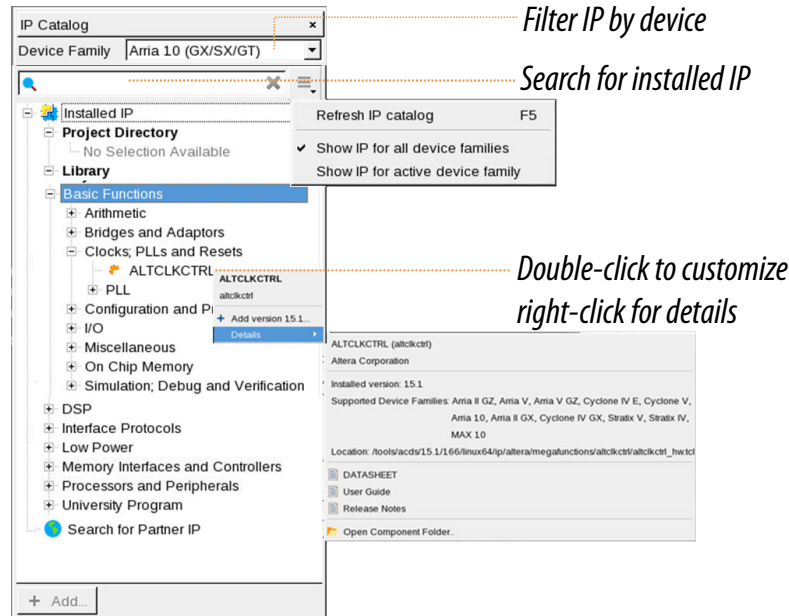 IP Catalog ×
Filter IP by device
Device Family Arria 10 (GX/SX/GT)
Search for installed IP
Installed IP
Refresh IP catalog F5
Project Directory
No Selection Available
Show IP for all device families
Library
Show IP for active device family
Basic Functions
Arithmetic
Bridges and Adaptors
Clocks; PLLs and Resets
ALTCLKCTRL
Double-click to customize
right-click for details
ALTCLKCTRL
PLL
altclkctrl
Configuration and P
+ Add version 15.1...
I/O
Details
Miscellaneous
On Chip Memory
Simulation; Debug and Verification
DSP
Interface Protocols
Low Power
Memory Interfaces and Controllers
Processors and Peripherals
University Program
Search for Partner IP
+ Add...
ALTCLKCTRL (altclkctrl)
Altera Corporation
Installed version: 15.1
Supported Device Families: Arria II GZ, Arria V, Arria V GZ, Cyclone IV E, Cyclone V,
Arria 10, Arria II GX, Cyclone IV GX, Stratix V, Stratix IV,
MAX 10
Location: /tools/acds/15.1/166/linux64/ip/altera/megafunctions/altclkctrl/altclkctrl_hw.tcl
DATASHEET
User Guide
Release Notes
Open Component Folder..